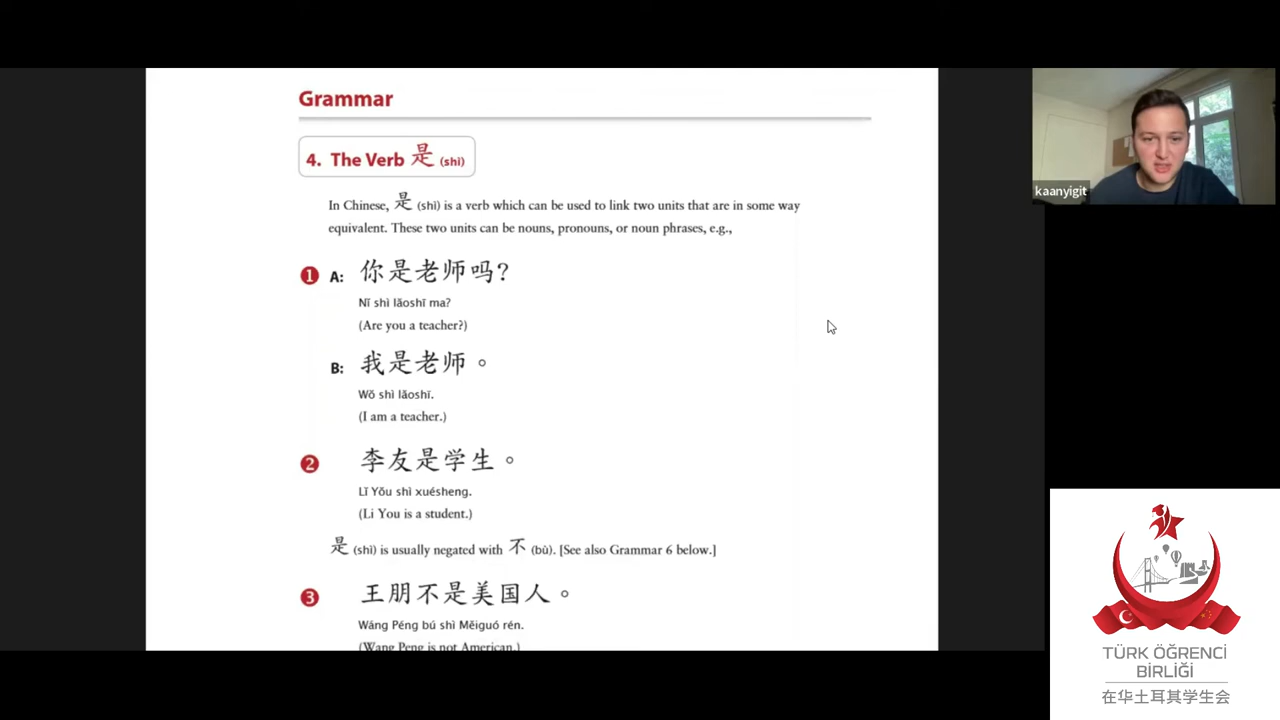 Grammar
4. The Verb 是 (shì)
In Chinese, 是 (shì) is a verb which can be used to link two units that are in some way
equivalent. These two units can be nouns, pronouns, or noun phrases, e.g.,
1 A: 你是老师吗?
Nǐ shì lǎoshī ma?
(Are you a teacher?)
B: 我是老师。
Wǒ shì lǎoshī.
(I am a teacher.)
2 李友是学生。
Lǐ Yǒu shì xuésheng.
(Li You is a student.)
是 (shì) is usually negated with 不 (bù). [See also Grammar 6 below.]
3 王朋不是美国人。
Wáng Péng bú shì Měiguó rén.
(Wang Peng is not American.)
kaanyigit
TÜRK ÖĞRENCİ
BİRLİĞİ
在华土耳其学生会